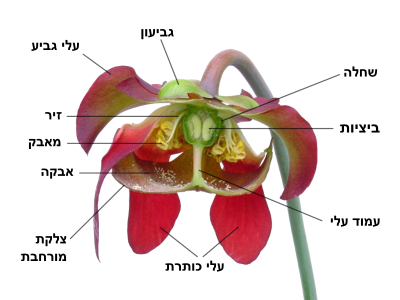 גביעון
עלי גביע
שחלה
זיר
ביציות
מאבק
אבקה
עמוד עלי
צלקת
מורחבת
עלי כותרת